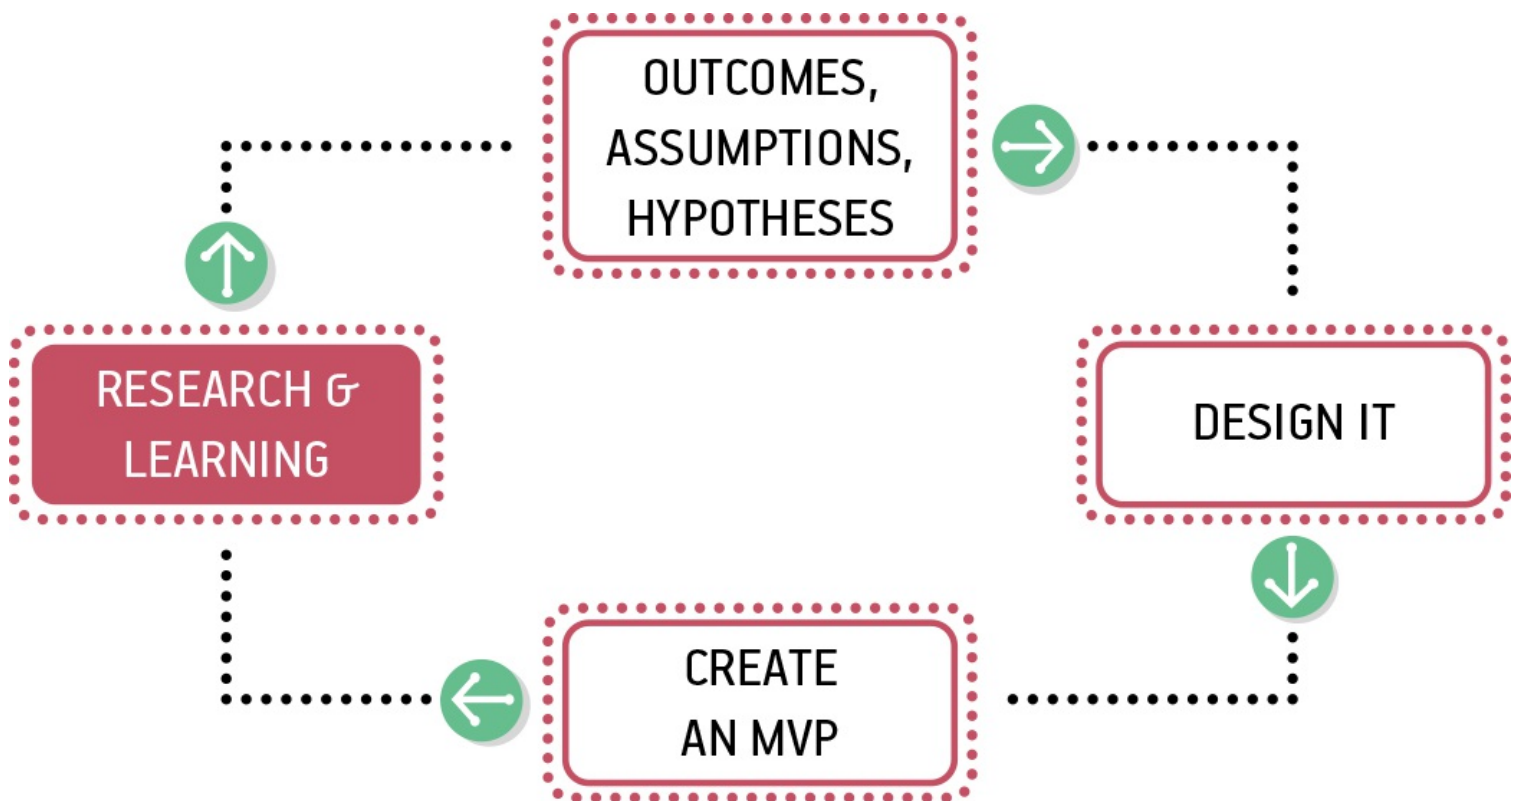 OUTCOMES,
ASSUMPTIONS,
HYPOTHESES
RESEARCH &
LEARNING
DESIGN IT
CREATE
AN MVP